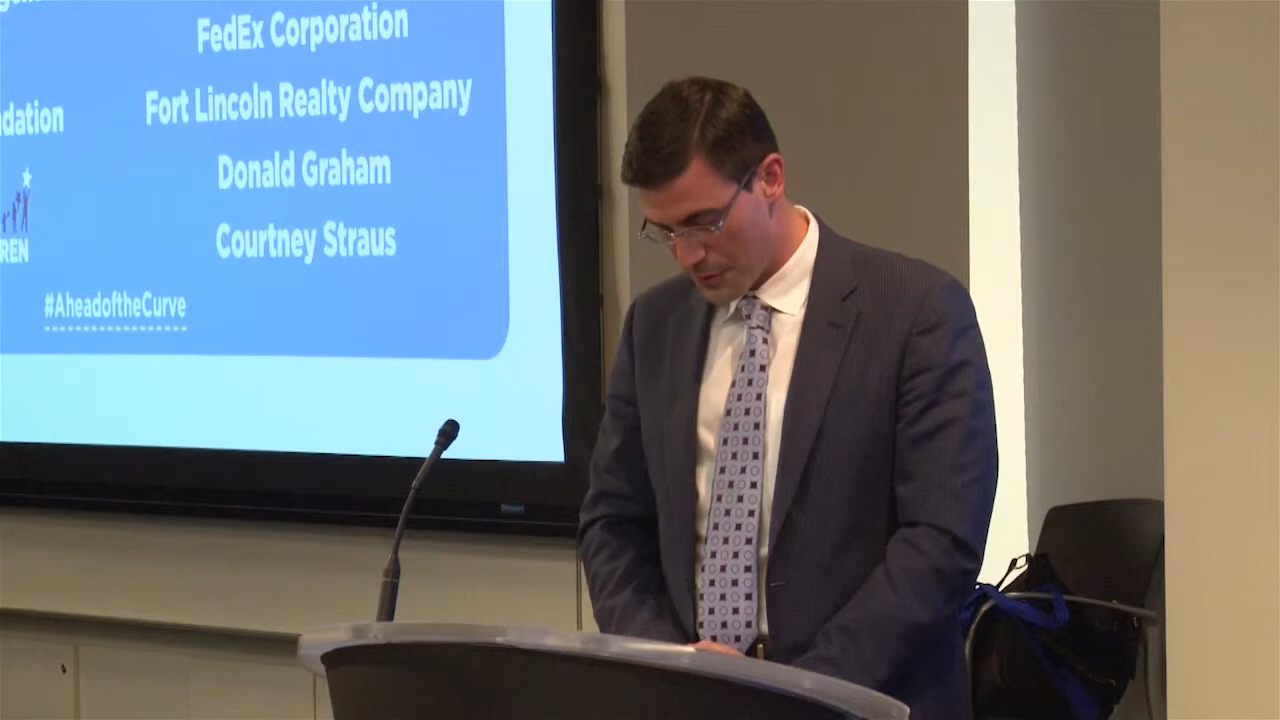 FedEx Corporation
Fort Lincoln Realty Company
dation
Donald Graham
REN
Courtney Straus
#AheadoftheCurve